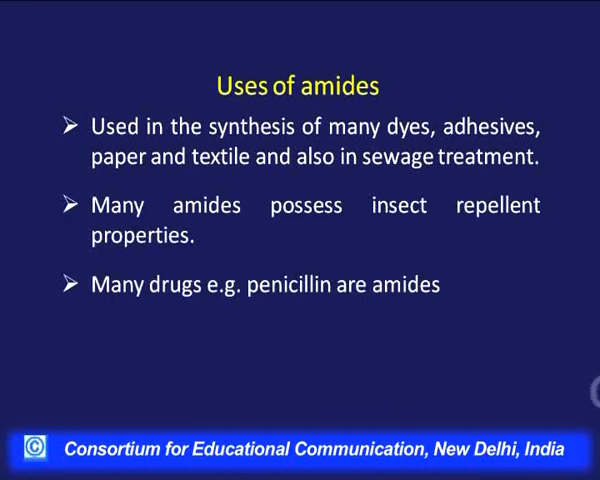 Uses of amides
➢ Used in the synthesis of many dyes, adhesives,
paper and textile and also in sewage treatment.
➢ Many amides possess insect repellent
properties.
➢ Many drugs e.g. penicillin are amides
© Consortium for Educational Communication, New Delhi, India